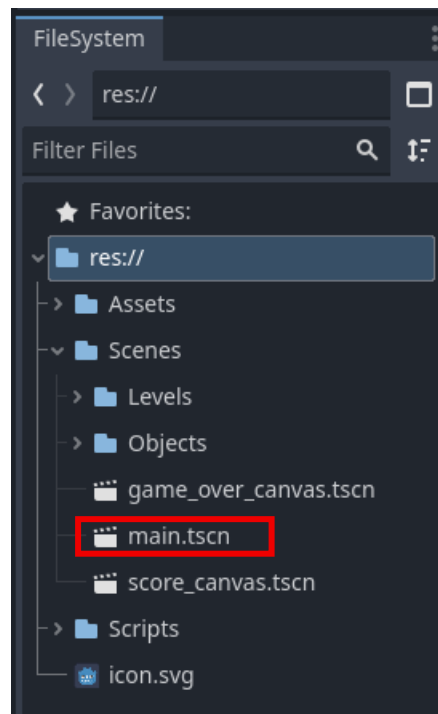 FileSystem
res://
Filter Files
Favorites:
res://
Assets
Scenes
Levels
Objects
game_over_canvas.tscn
main.tscn
score_canvas.tscn
Scripts
icon.svg